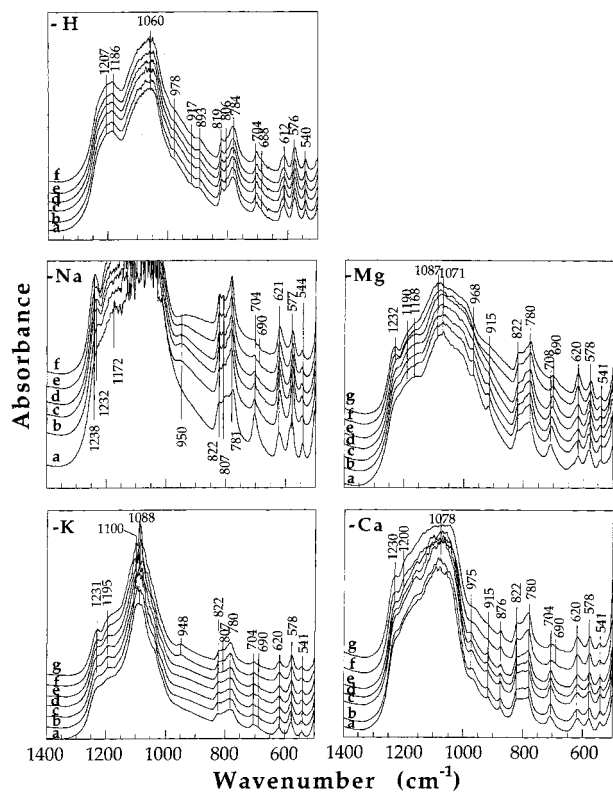 -H
1207
1186
1060
978
917
893
819
806
784
704
688
612
576
540
f
e
d
c
b
a
-Na
1238
1232
1172
950
822
807
781
704
690
621
577
544
f
e
d
c
b
a
-Mg
1232
1190
1168
1087
1071
968
915
822
780
708
690
620
578
541
g
f
e
d
c
b
a
-K
1231
1195
1100
1088
948
822
807
780
704
690
620
578
541
g
f
e
d
c
b
a
-Ca
1230
1200
1078
975
915
876
822
780
704
690
620
578
541
g
f
e
d
c
b
a
Absorbance
1400 1200 1000 800 600
1400 1200 1000 800 600
Wavenumber (cm⁻¹)